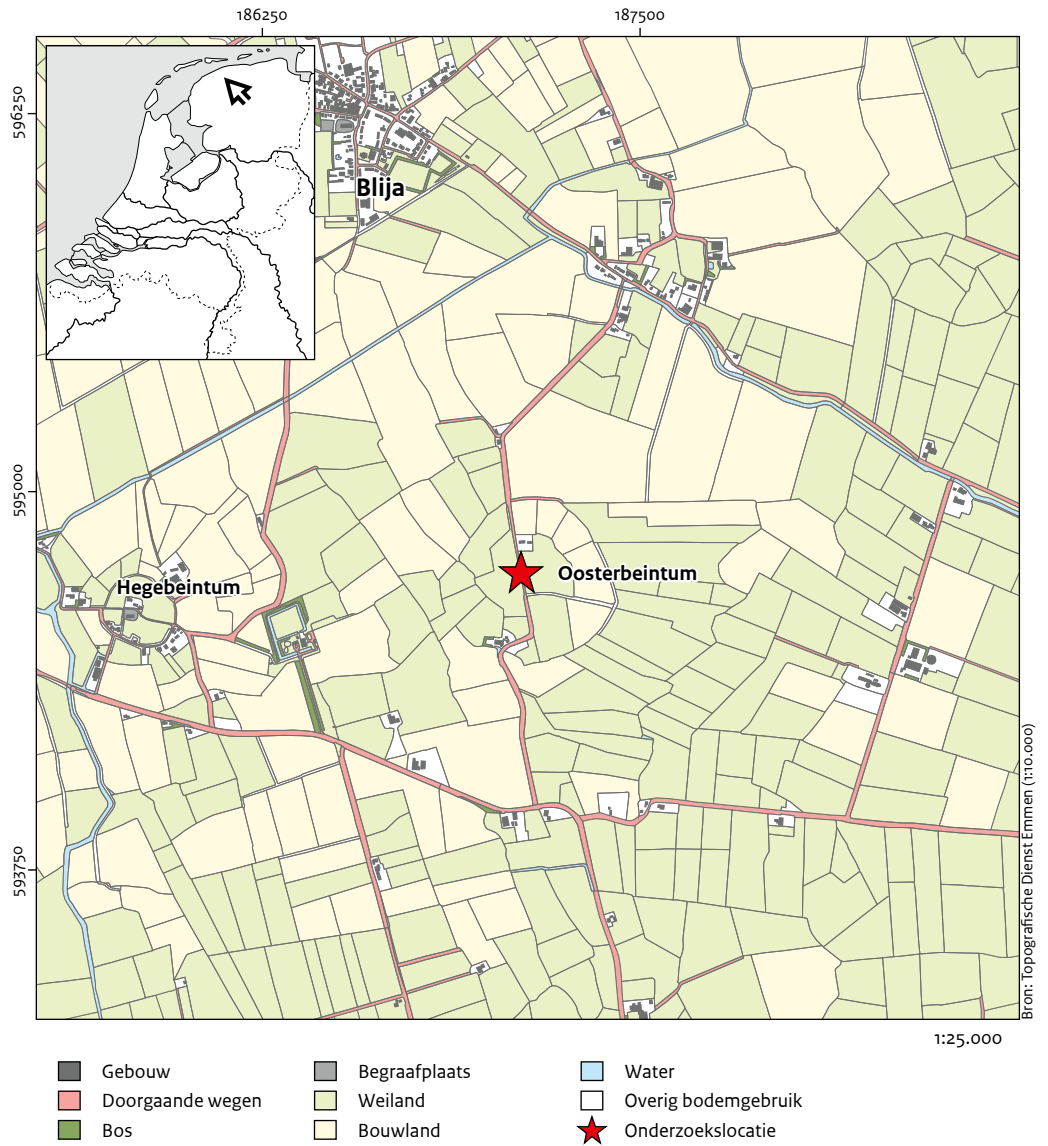 186250
187500
596250
Blija
595000
Hegebeintum
Oosterbeintum
593750
Bron: Topografische Dienst Emmen (1:10.000)
1:25.000
Gebouw
Doorgaande wegen
Bos
Begraafplaats
Weiland
Bouwland
Water
Overig bodemgebruik
Onderzoekslocatie